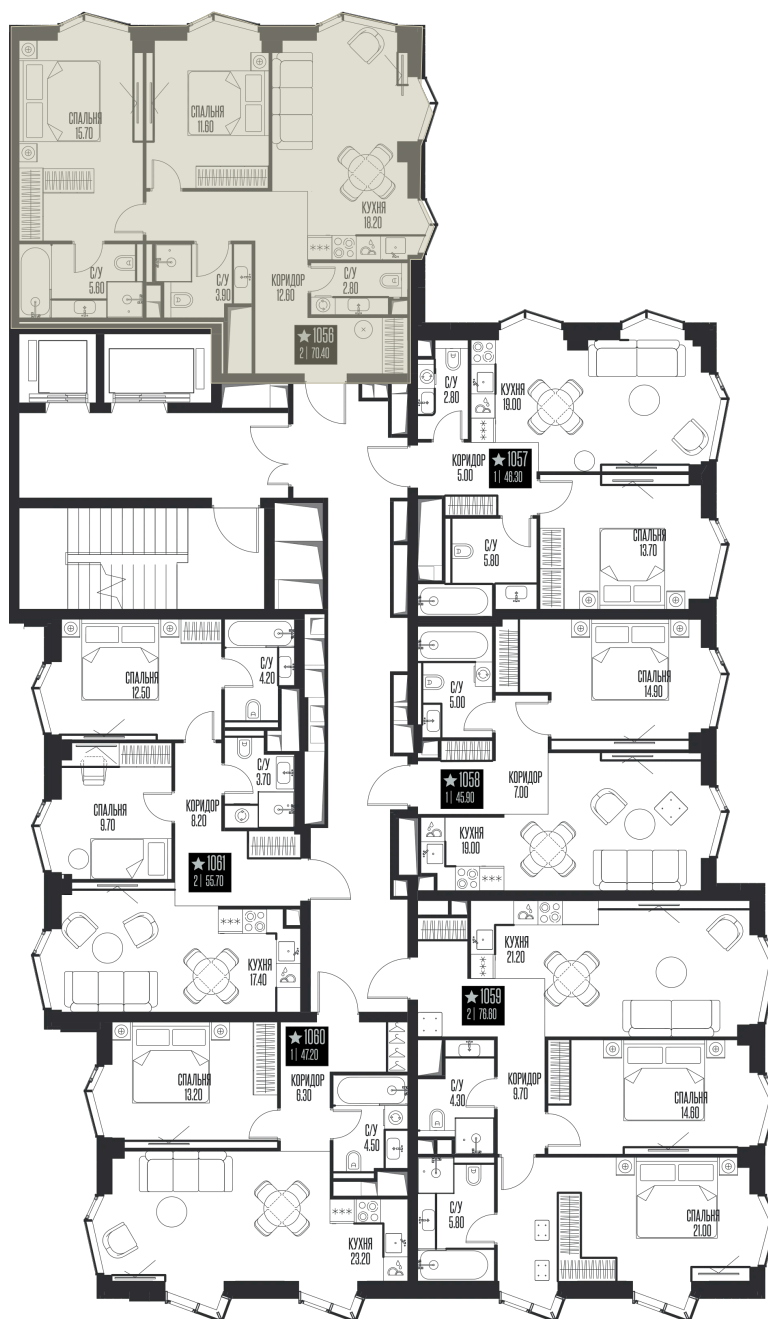 СПАЛЬНЯ
15.70
СПАЛЬНЯ
11.60
КУХНЯ
18.20
С/У
5.60
С/У
3.90
КОРИДОР
12.60
С/У
2.80
★1056
2 | 70.40
С/У
2.80
КУХНЯ
19.00
КОРИДОР
5.00
★1057
1 | 46.30
С/У
5.80
СПАЛЬНЯ
13.70
СПАЛЬНЯ
12.50
С/У
4.20
С/У
5.00
СПАЛЬНЯ
14.90
СПАЛЬНЯ
9.70
КОРИДОР
8.20
С/У
3.70
★1058
1 | 45.90
КОРИДОР
7.00
КУХНЯ
19.00
★1061
2 | 55.70
КУХНЯ
17.40
КУХНЯ
21.20
★1059
2 | 76.60
★1060
1 | 47.20
СПАЛЬНЯ
13.20
КОРИДОР
6.30
С/У
4.50
С/У
4.30
КОРИДОР
9.70
СПАЛЬНЯ
14.60
КУХНЯ
23.20
С/У
5.80
СПАЛЬНЯ
21.00